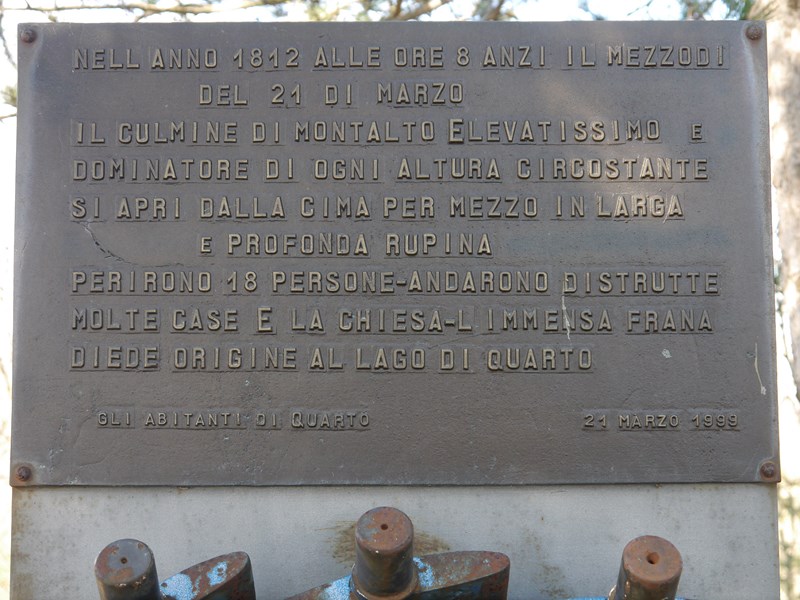 NELL ANNO 1812 ALLE ORE 8 ANZI IL MEZZODI
DEL 21 DI MARZO
IL CULMINE DI MONTALTO ELEVATISSIMO E
DOMINATORE DI OGNI ALTURA CIRCOSTANTE
SI APRI DALLA CIMA PER MEZZO IN LARGA
E PROFONDA RUPINA
PERIRONO 18 PERSONE-ANDARONO DISTRUTTE
MOLTE CASE E LA CHIESA-L IMMENSA FRANA
DIEDE ORIGINE AL LAGO DI QUARTO
GLI ABITANTI DI QUARTO 21 MARZO 1999